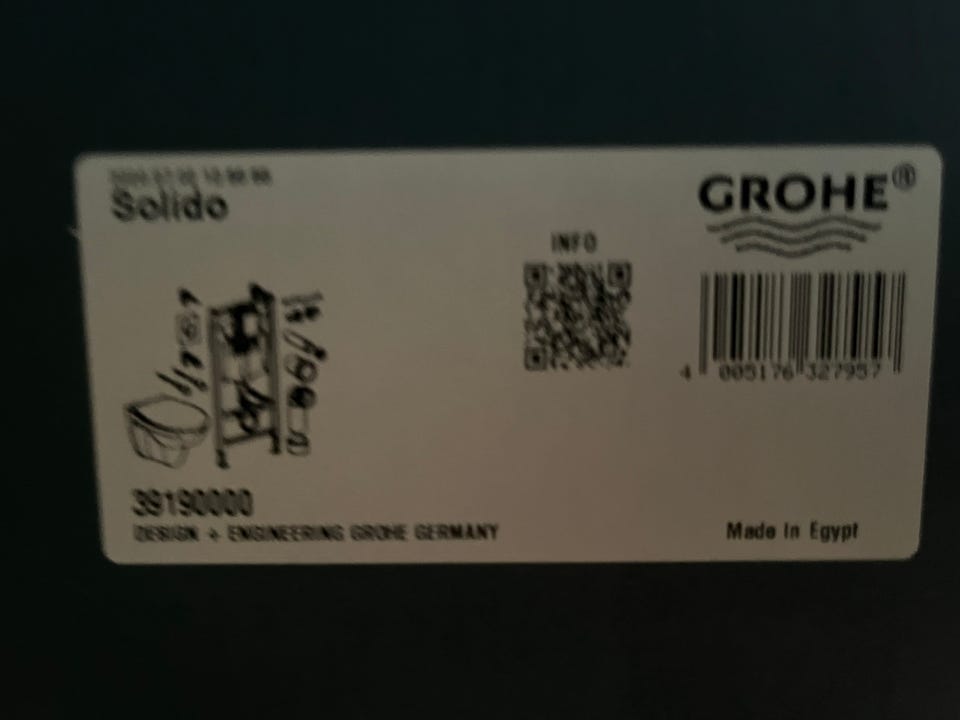 Solido
GROHE®
INFO
4 005176 327957
39190000
DESIGN + ENGINEERING GROHE GERMANY
Made in Egypt